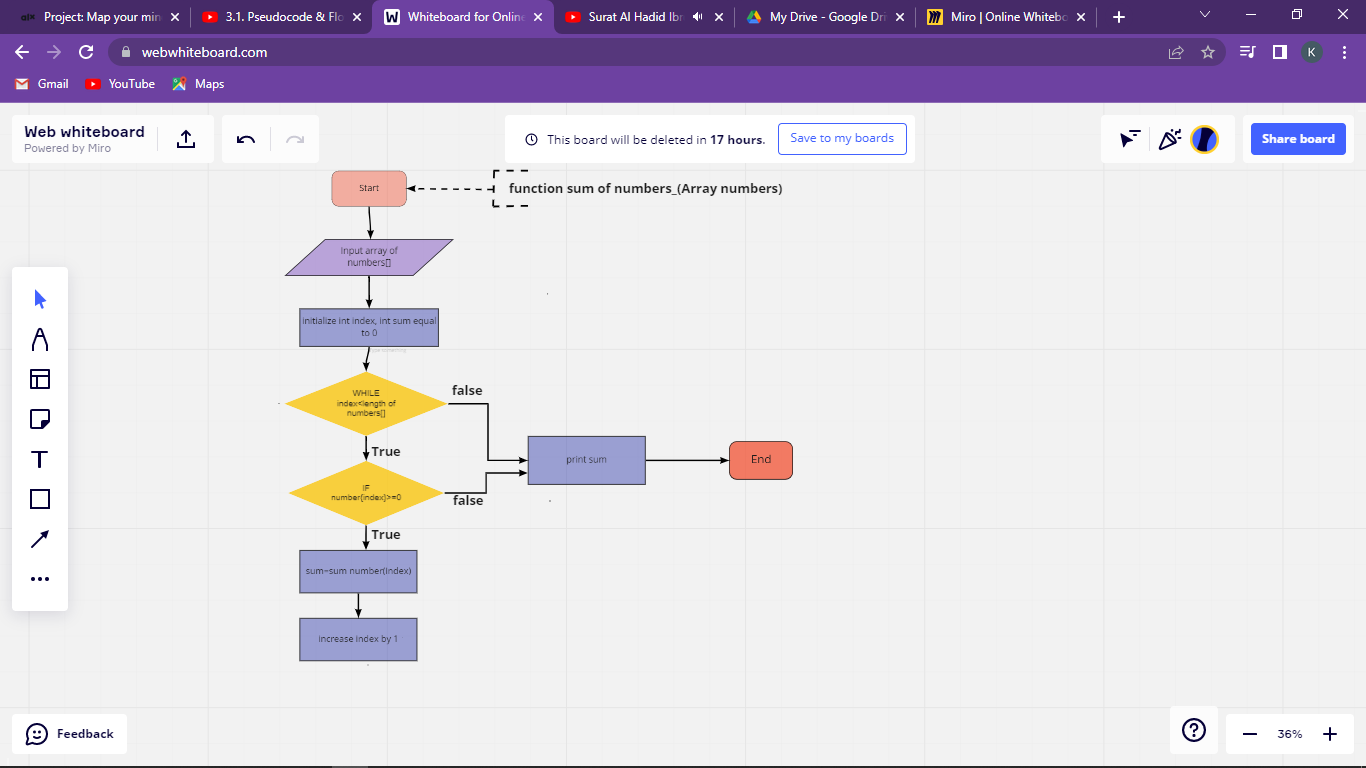 Project: Map your min
3.1. Pseudocode & Flo
Whiteboard for Online
Surat Al Hadid Ibr
My Drive - Google Dri
Miro | Online Whitebo
webwhiteboard.com
K
Gmail
YouTube
Maps
Web whiteboard
Powered by Miro
This board will be deleted in 17 hours.
Save to my boards
Share board
Start
function sum of numbers_(Array numbers)
Input array of
numbers[]
initialize int index, int sum equal
to 0
WHILE
index<length of
numbers[]
false
True
print sum
End
IF
number(index)>=0
false
True
sum=sum number(index)
increase index by 1
Feedback
36%